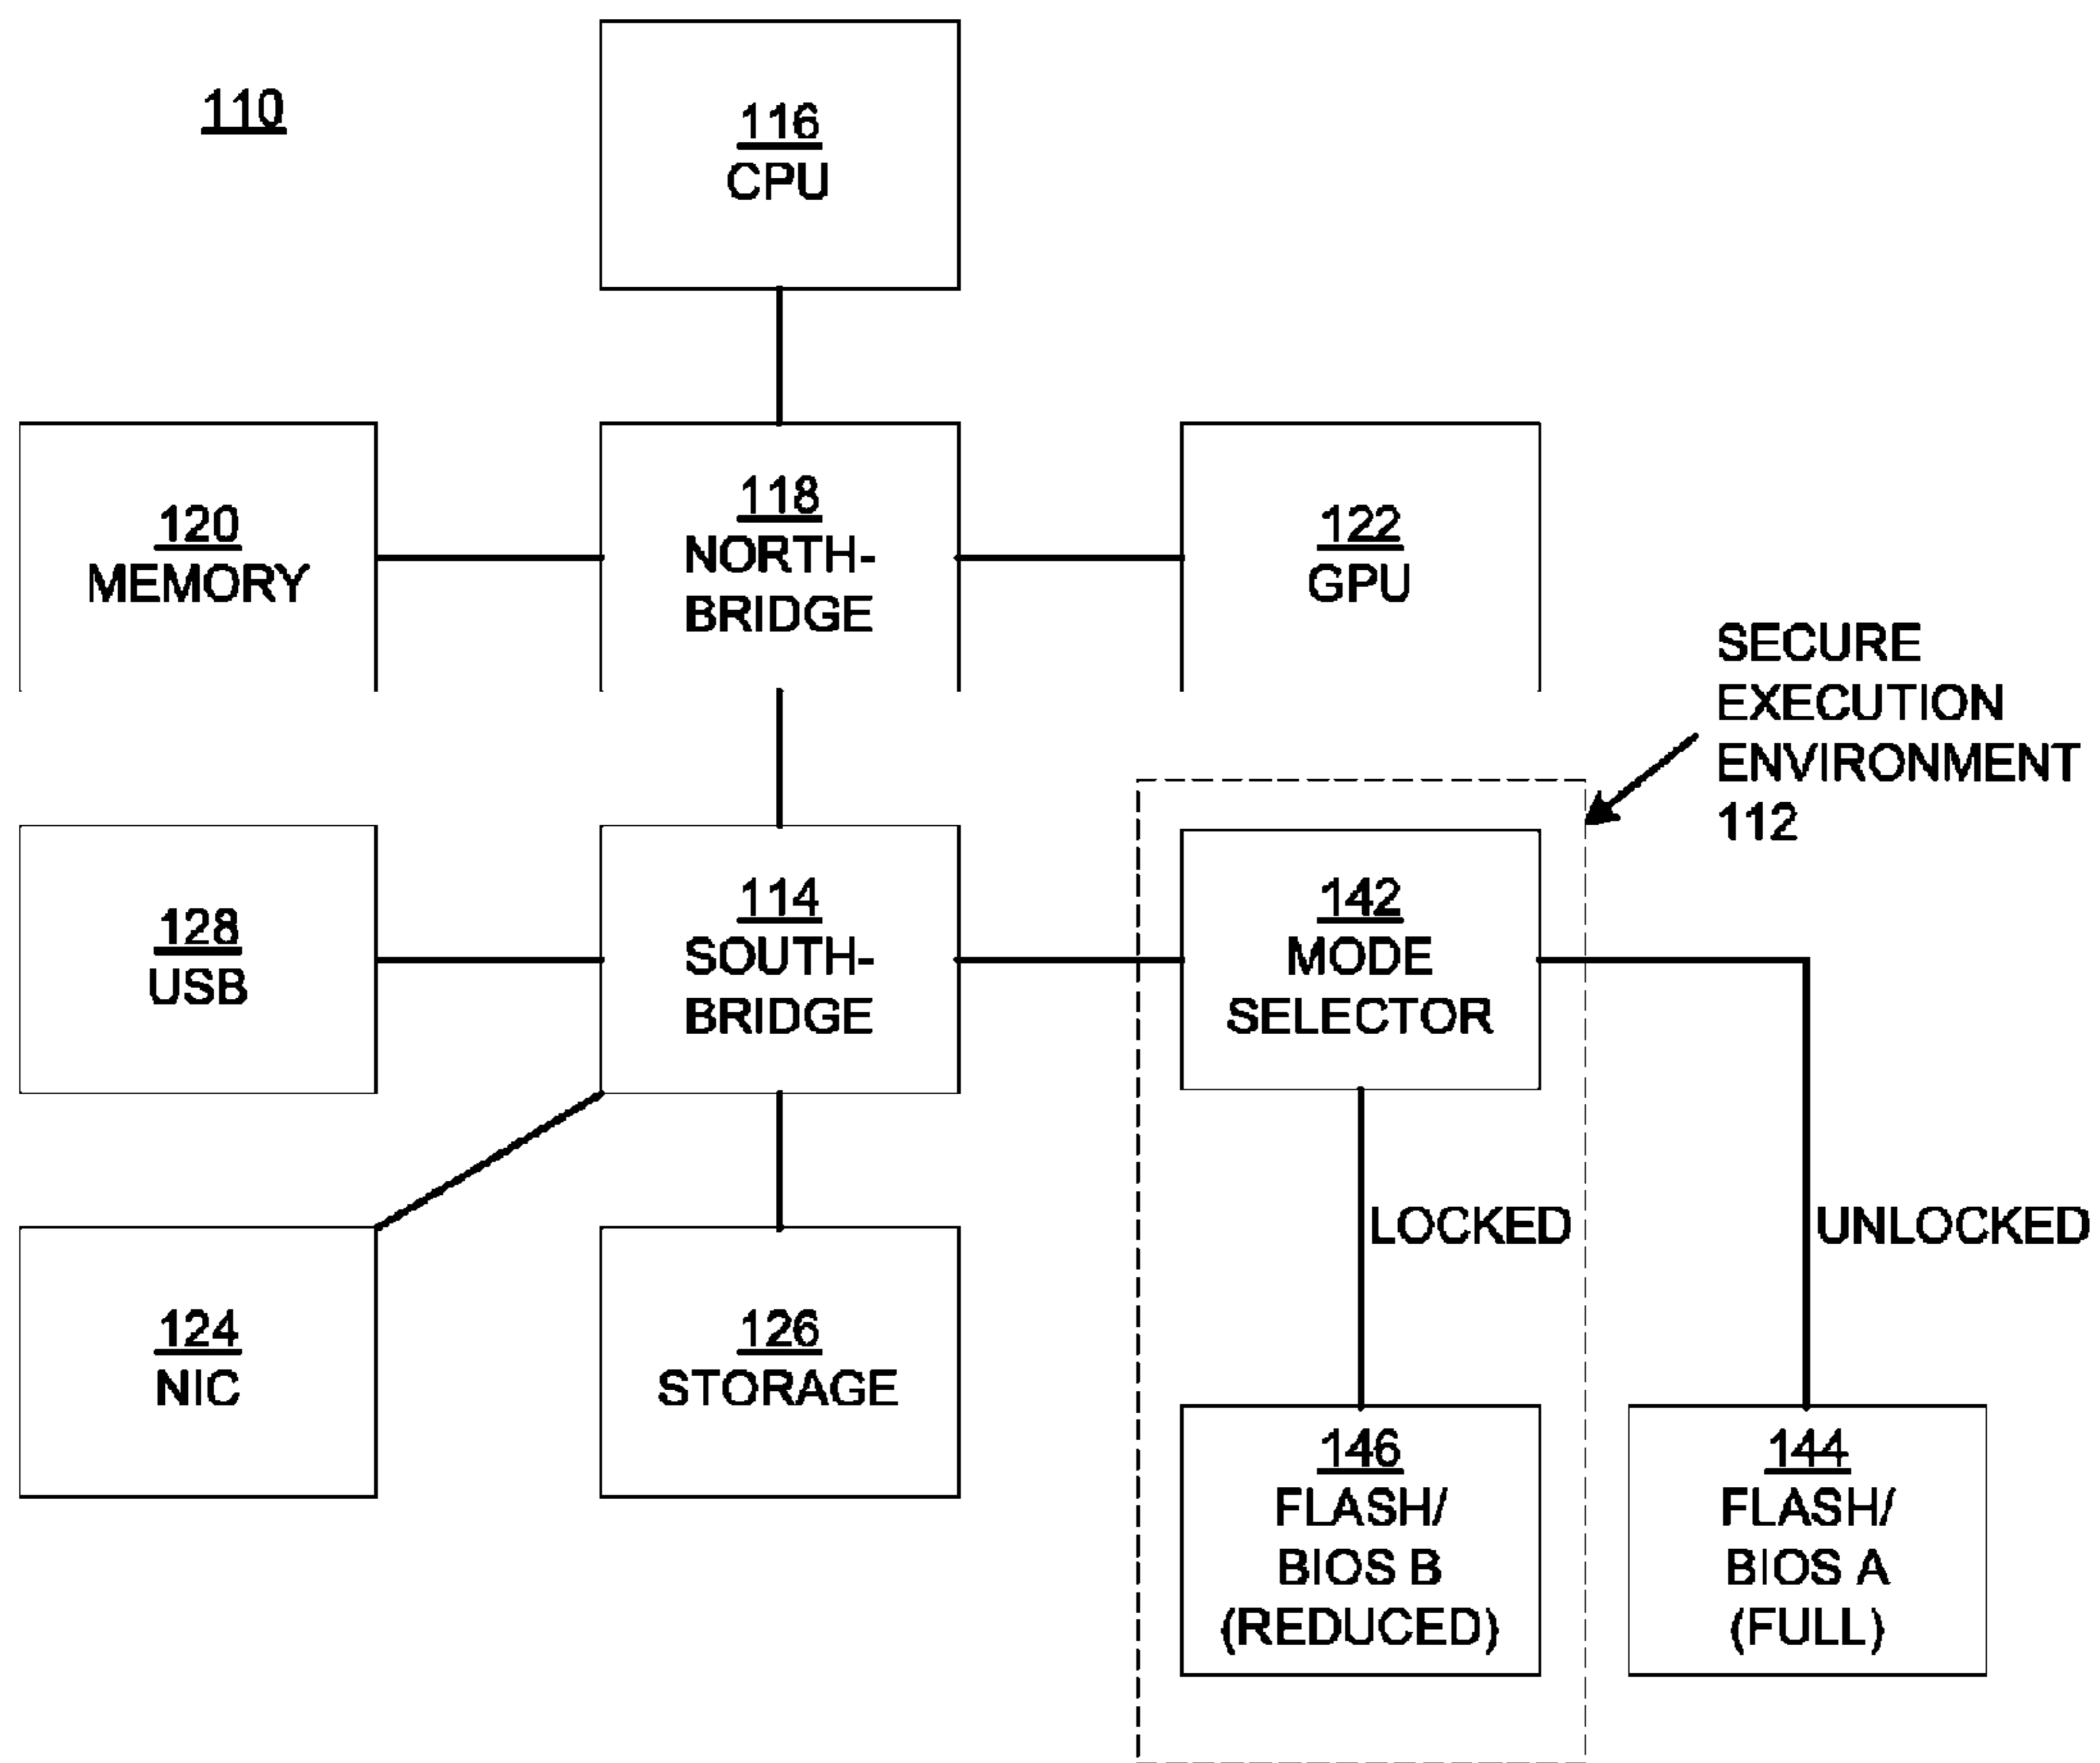 110
116
CPU
120
MEMORY
118
NORTH-
BRIDGE
122
GPU
SECURE
EXECUTION
ENVIRONMENT
112
128
USB
114
SOUTH-
BRIDGE
142
MODE
SELECTOR
LOCKED
UNLOCKED
124
NIC
126
STORAGE
146
FLASH/
BIOS B
(REDUCED)
144
FLASH/
BIOS A
(FULL)